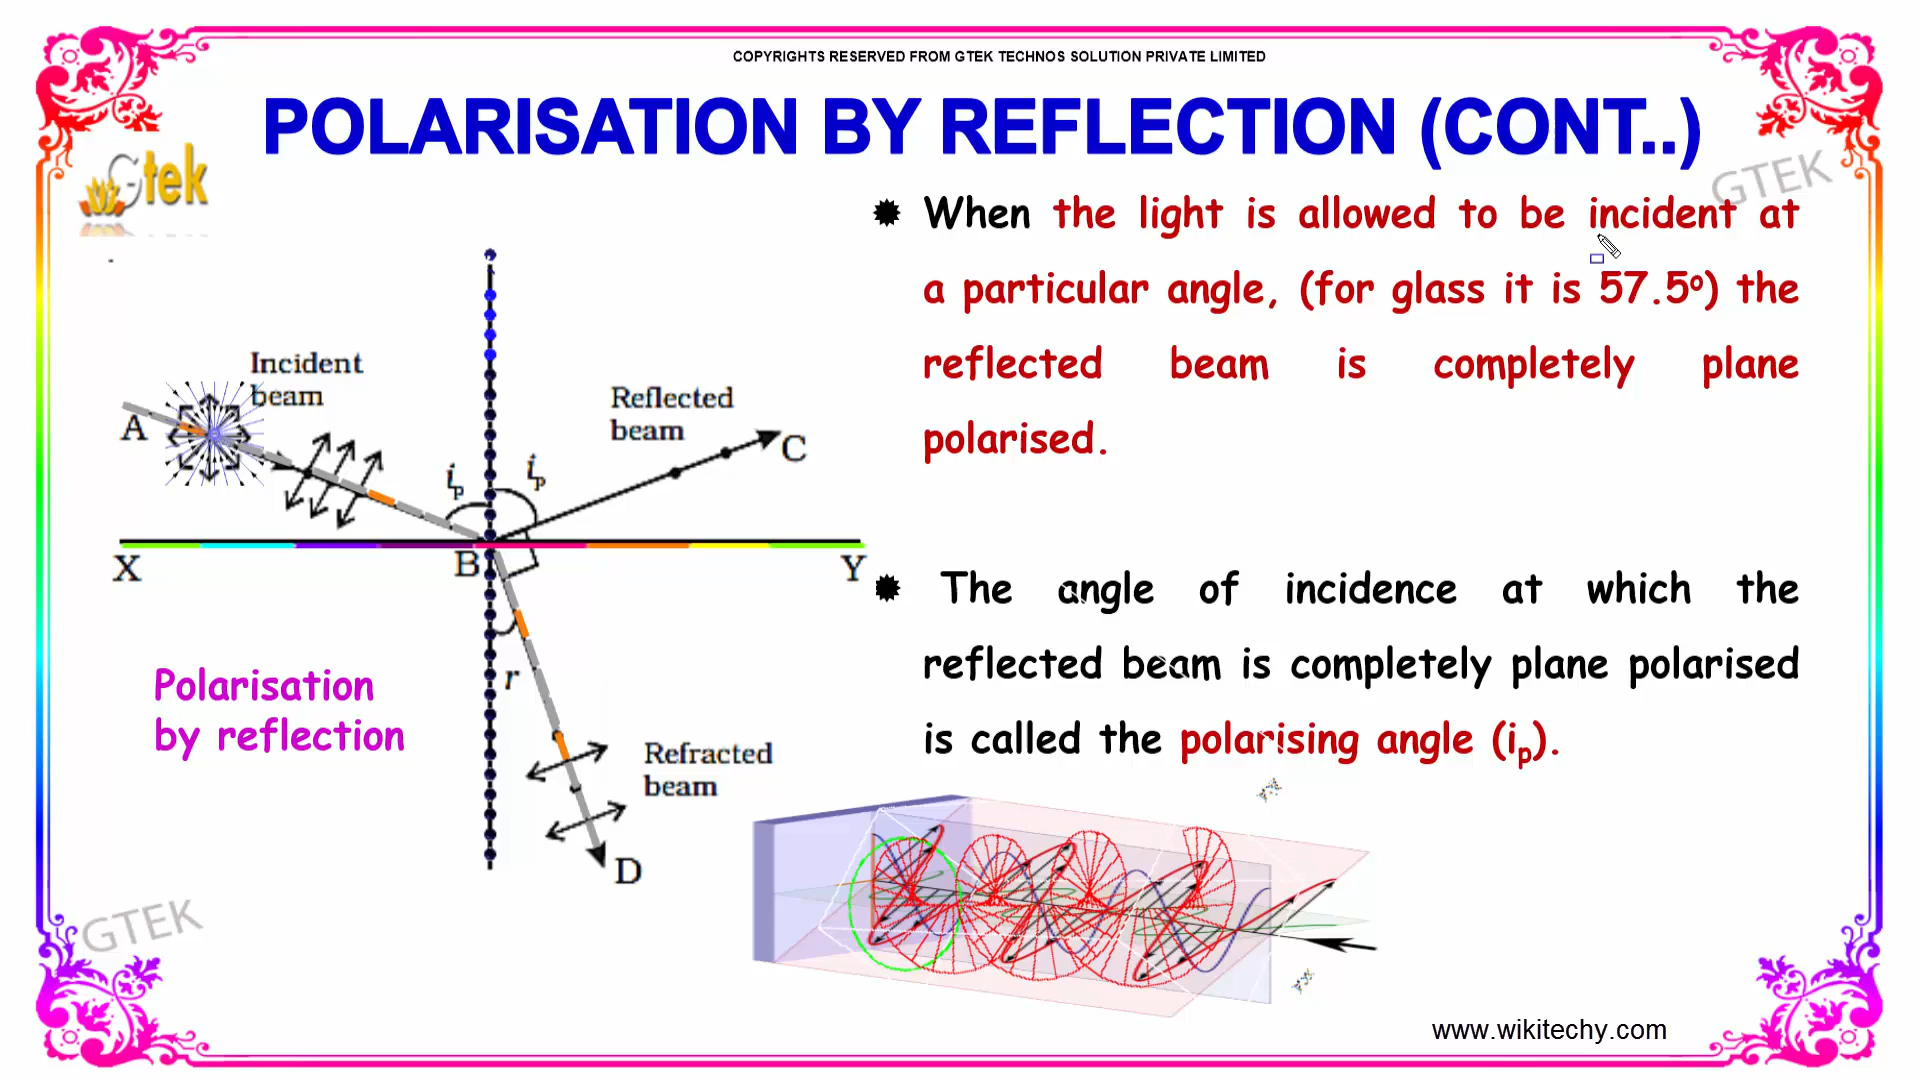 COPYRIGHTS RESERVED FROM GTEK TECHNOS SOLUTION PRIVATE LIMITED
POLARISATION BY REFLECTION (CONT..)
Gtek
GTEK
When the light is allowed to be incident at
a particular angle, (for glass it is 57.5º) the
reflected beam is completely plane
polarised.
Incident
beam
Reflected
beam
A
C
iₚ
iₚ
X
B
Y
The angle of incidence at which the
reflected beam is completely plane polarised
is called the polarising angle (iₚ).
r
Polarisation
by reflection
Refracted
beam
D
GTEK
www.wikitechy.com